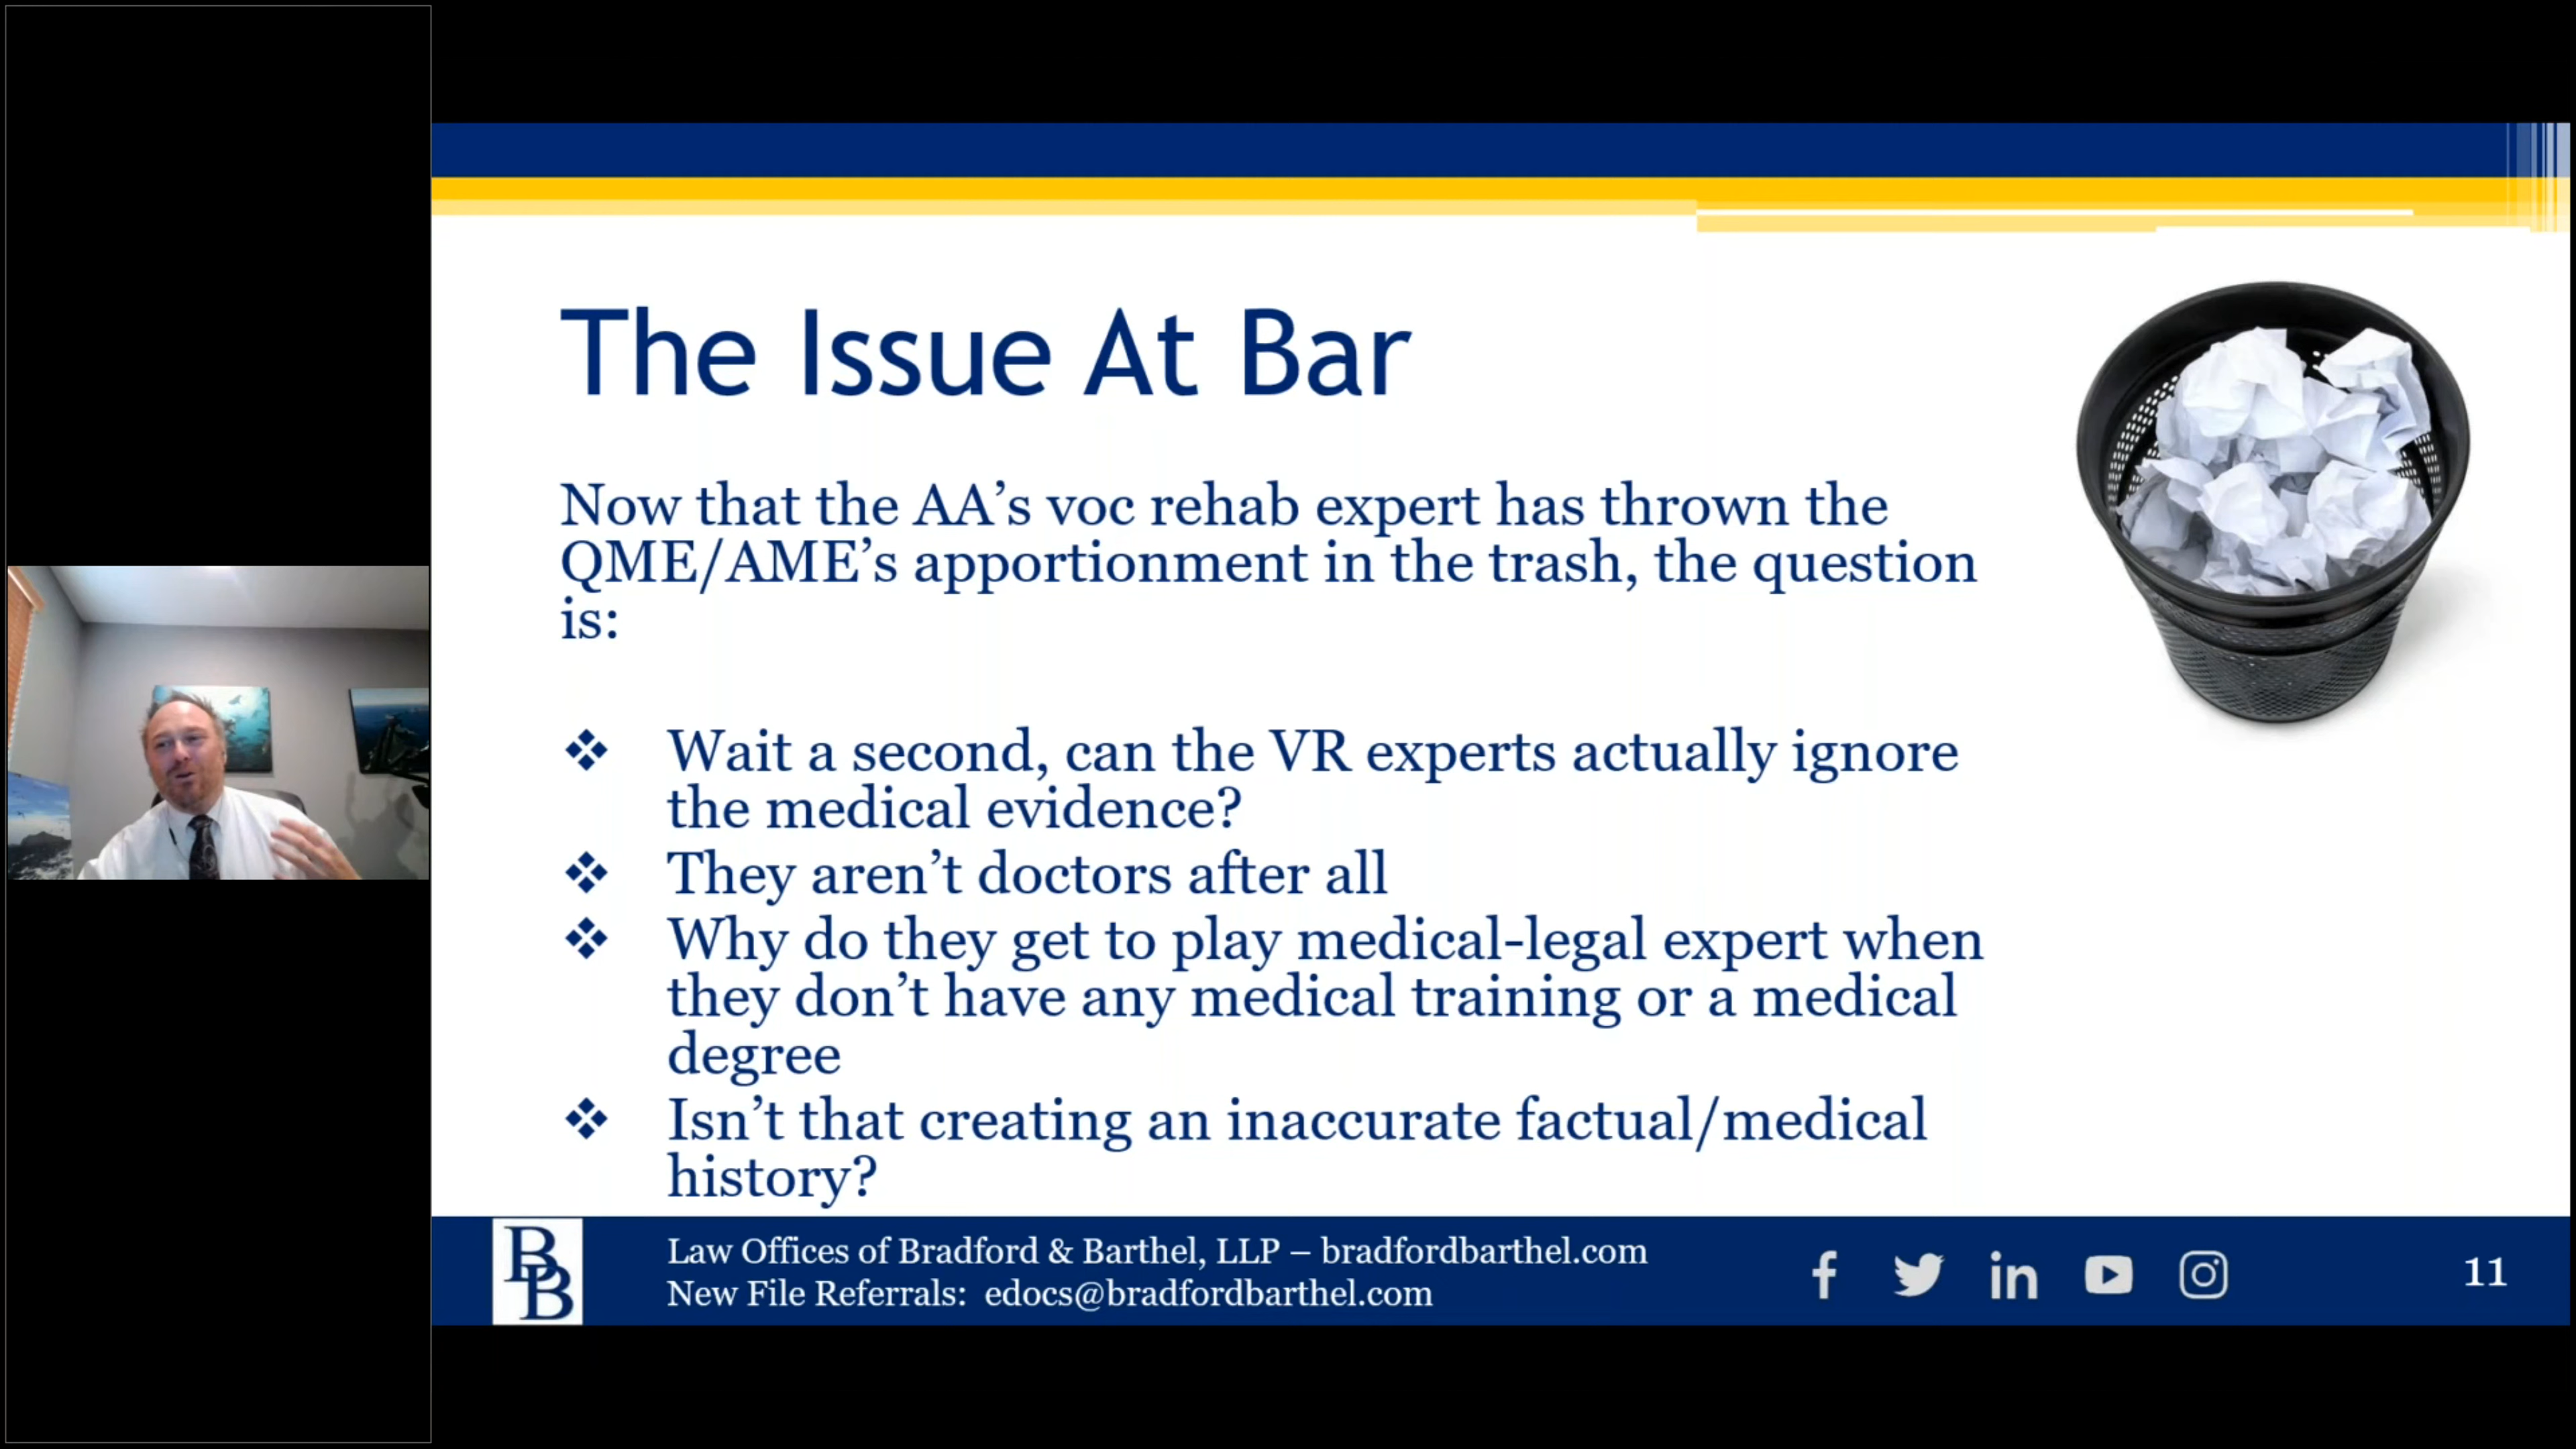 The Issue At Bar
Now that the AA’s voc rehab expert has thrown the
QME/AME’s apportionment in the trash, the question
is:
❖ Wait a second, can the VR experts actually ignore
the medical evidence?
❖ They aren’t doctors after all
❖ Why do they get to play medical-legal expert when
they don’t have any medical training or a medical
degree
❖ Isn’t that creating an inaccurate factual/medical
history?
BB
Law Offices of Bradford & Barthel, LLP – bradfordbarthel.com
New File Referrals: edocs@bradfordbarthel.com
11